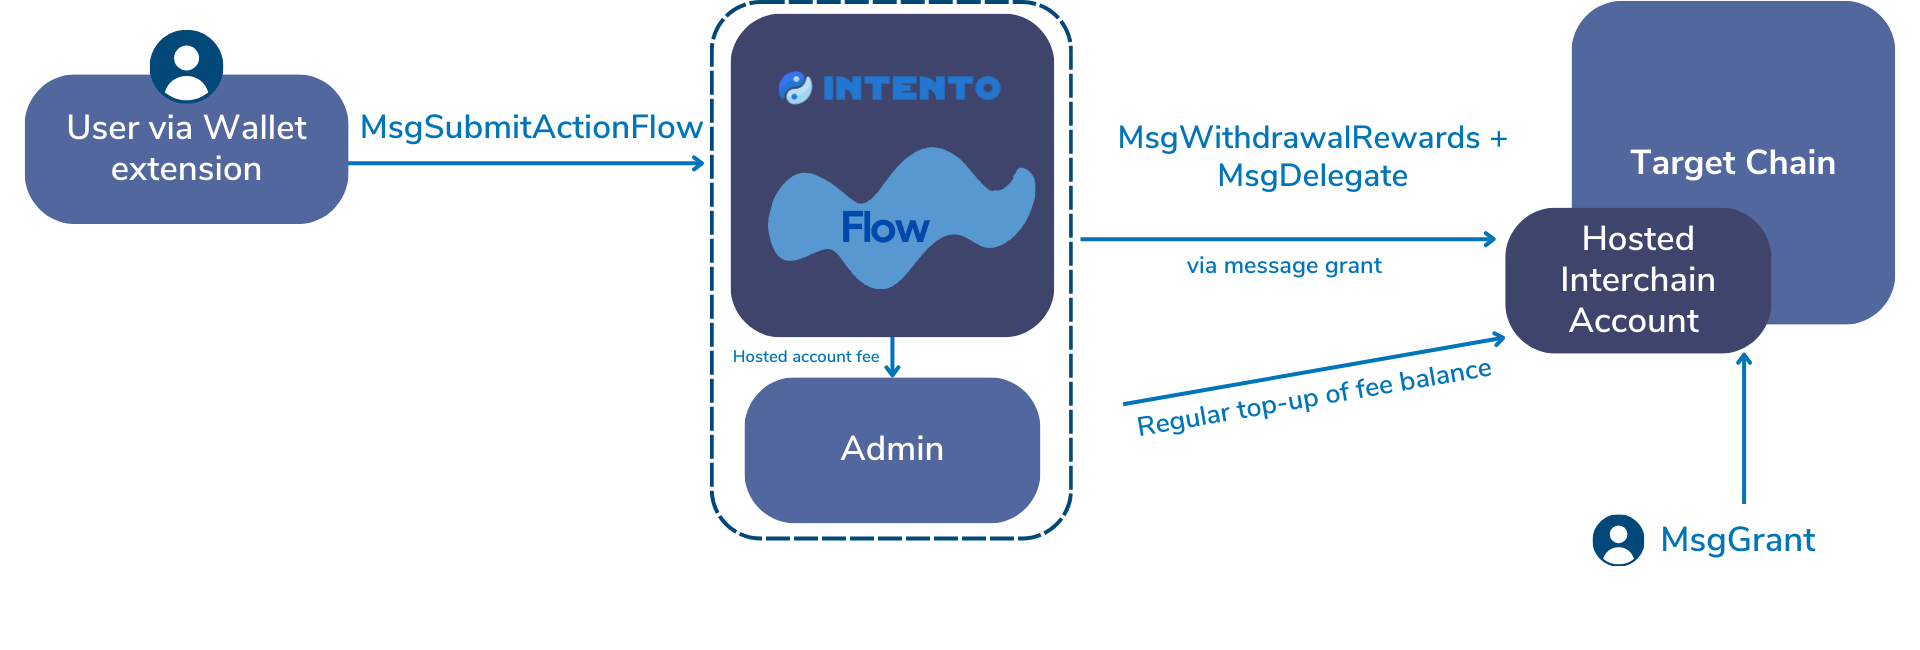 User via Wallet
extension
MsgSubmitActionFlow
INTENTO
Flow
Hosted account fee
Admin
MsgWithdrawalRewards +
MsgDelegate
via message grant
Regular top-up of fee balance
Target Chain
Hosted
Interchain
Account
MsgGrant